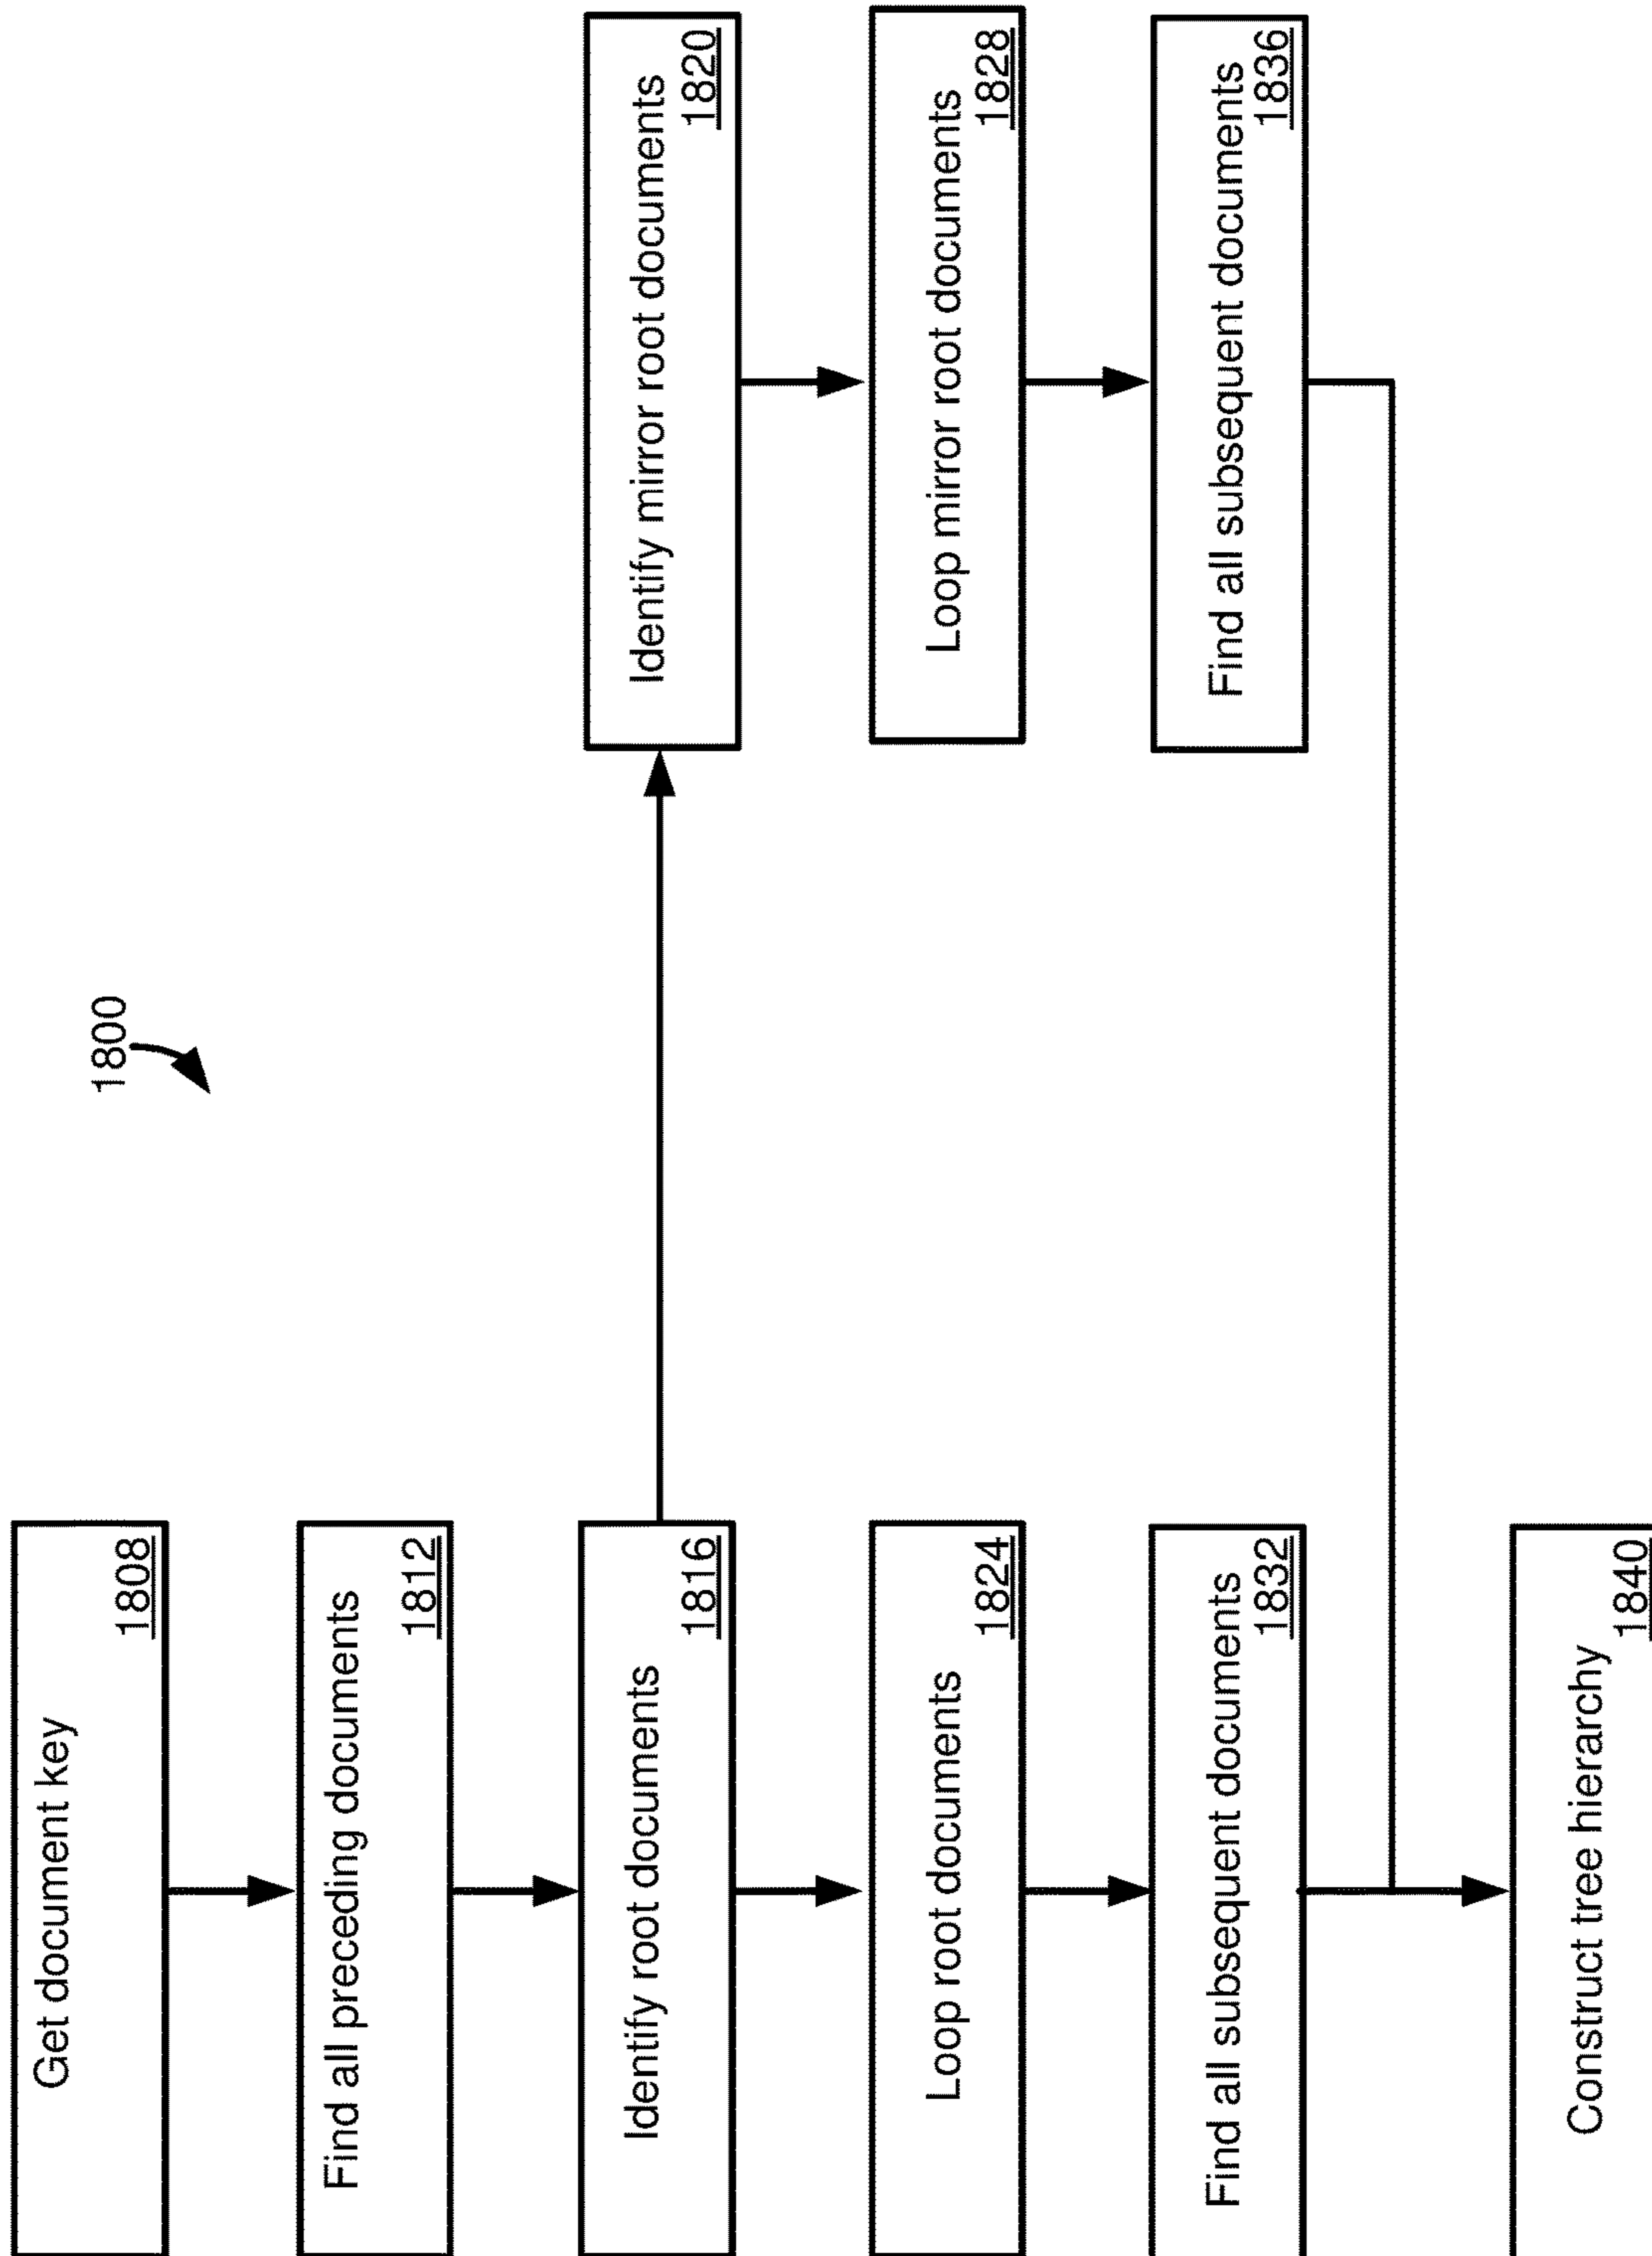 1800
Get document key
1808
Find all preceding documents
1812
Identify root documents
1816
Identify mirror root documents
1820
Loop root documents
1824
Loop mirror root documents
1828
Find all subsequent documents
1832
Find all subsequent documents
1836
Construct tree hierarchy
1840